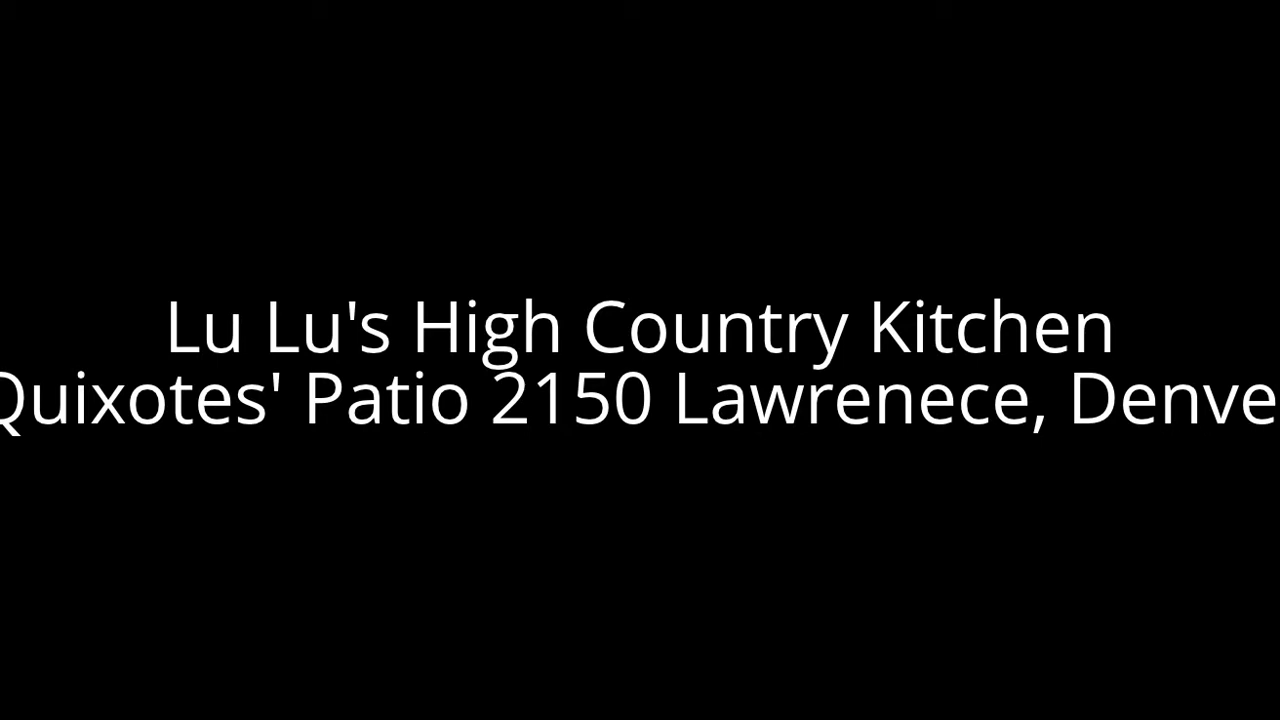 Lu Lu's High Country Kitchen
Quixotes' Patio 2150 Lawrenece, Denve